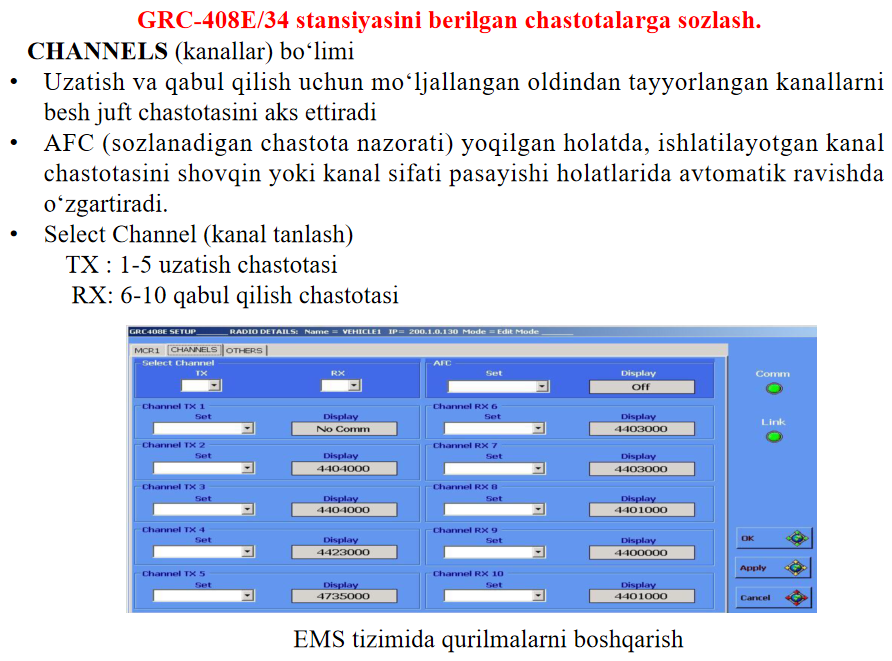 GRC-408E/34 stansiyasini berilgan chastotalarga sozlash.
CHANNELS (kanallar) bo‘limi
• Uzatish va qabul qilish uchun mo‘ljallangan oldindan tayyorlangan kanallarni
besh juft chastotasini aks ettiradi
• AFC (sozlanadigan chastota nazorati) yoqilgan holatda, ishlatilayotgan kanal
chastotasini shovqin yoki kanal sifati pasayishi holatlarida avtomatik ravishda
o‘zgartiradi.
• Select Channel (kanal tanlash)
TX : 1-5 uzatish chastotasi
RX: 6-10 qabul qilish chastotasi
GRC408E SETUP______ RADIO DETAILS: Name = VEHICLE1 IP= 200.1.0.130 Mode = Edit Mode ______
MCR1 CHANNELS OTHERS
Select Channel AFC
TX RX Set Display Comm
Off
Channel TX 1 Channel RX 6
Set Display Set Display Link
No Comm 4403000
Channel TX 2 Channel RX 7
Set Display Set Display
4404000 4403000
Channel TX 3 Channel RX 8
Set Display Set Display
4404000 4401000
Channel TX 4 Channel RX 9
Set Display Set Display OK
4423000 4400000
Channel TX 5 Channel RX 10 Apply
Set Display Set Display
4735000 4401000 Cancel
EMS tizimida qurilmalarni boshqarish